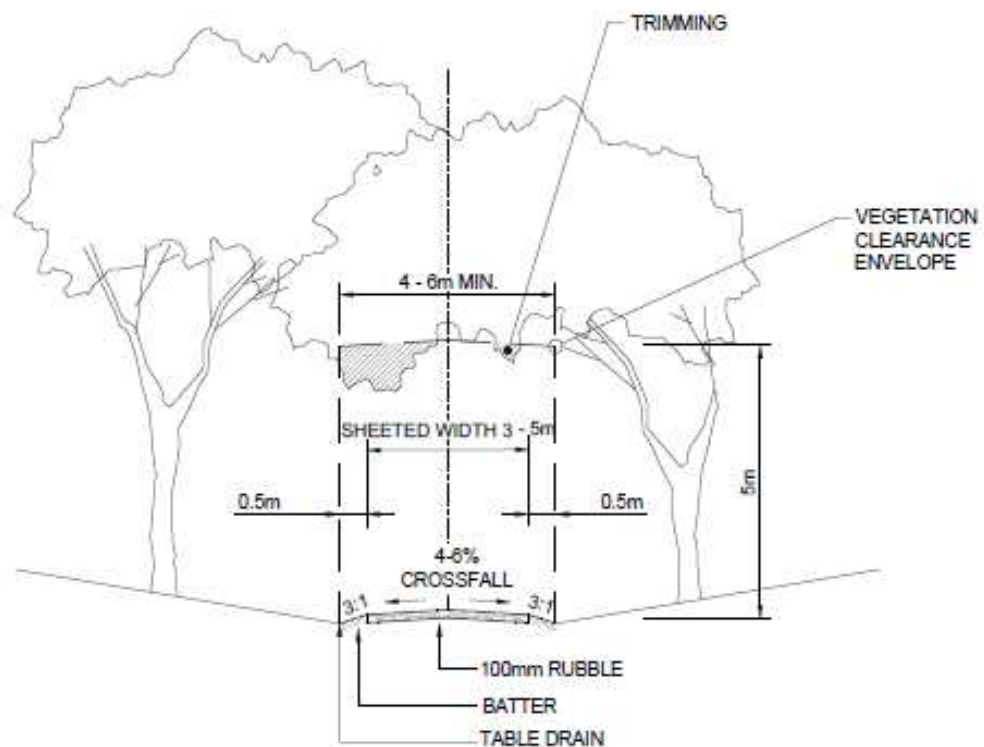 TRIMMING
VEGETATION
CLEARANCE
ENVELOPE
4 - 6m MIN.
SHEETED WIDTH 3 - 5m
0.5m
0.5m
5m
4-6%
CROSSFALL
3:1
3:1
100mm RUBBLE
BATTER
TABLE DRAIN